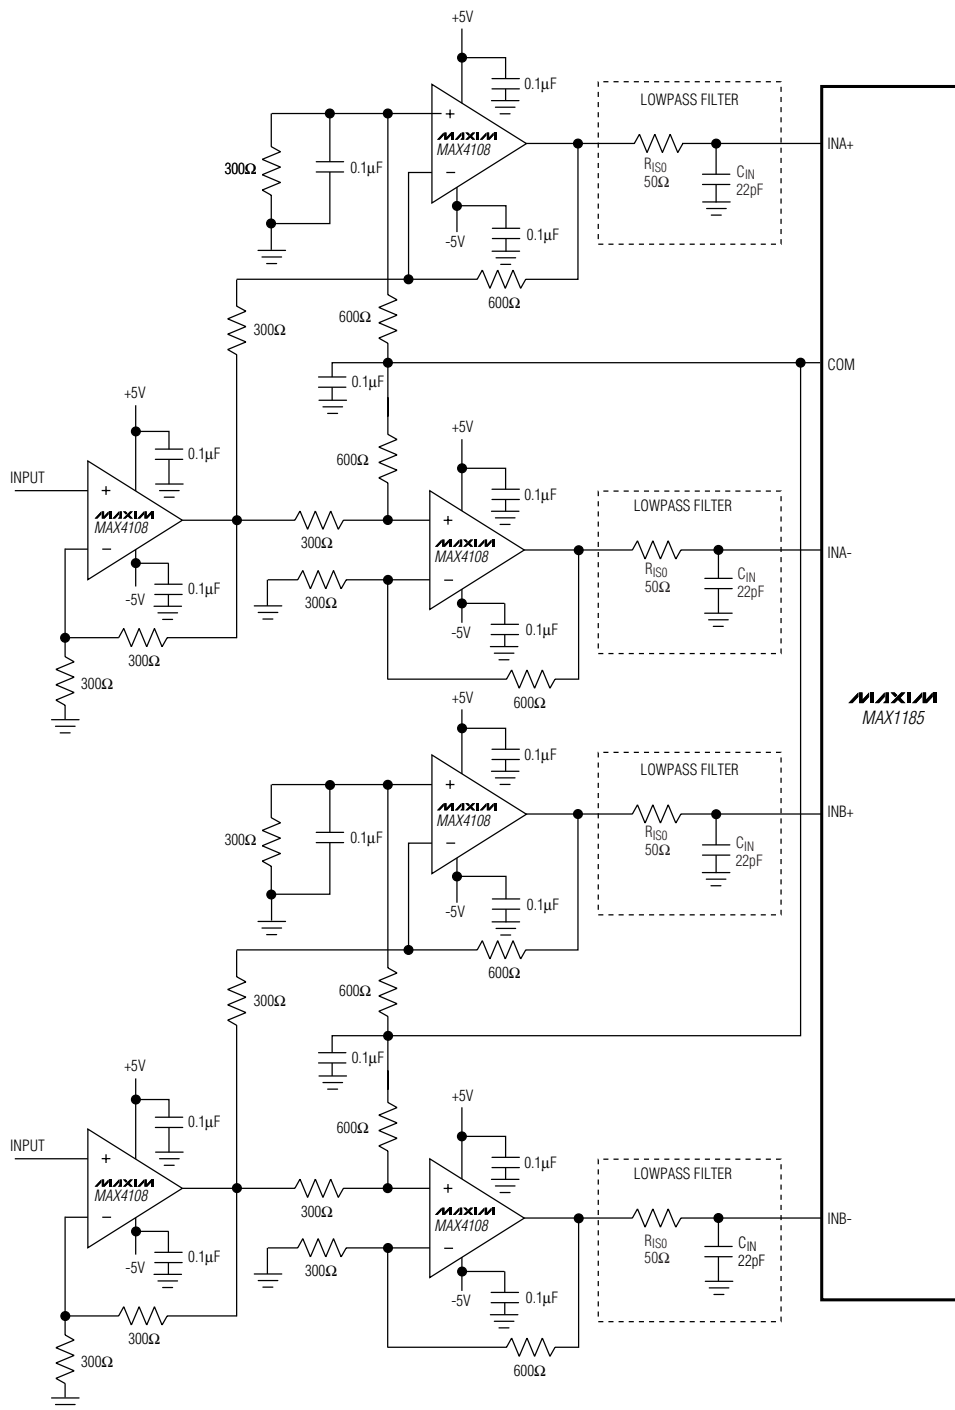 +5V
0.1µF
LOWPASS FILTER
MAXIM
MAX4108
INA+
300Ω
0.1µF
RISO
50Ω
CIN
22pF
0.1µF
-5V
600Ω
300Ω
600Ω
COM
0.1µF
+5V
+5V
0.1µF
600Ω
INPUT
0.1µF
LOWPASS FILTER
MAXIM
MAX4108
MAXIM
MAX4108
300Ω
INA-
RISO
50Ω
CIN
22pF
-5V
0.1µF
300Ω
-5V
0.1µF
300Ω
300Ω
600Ω
MAXIM
MAX1185
+5V
0.1µF
LOWPASS FILTER
MAXIM
MAX4108
INB+
300Ω
0.1µF
RISO
50Ω
CIN
22pF
-5V
0.1µF
600Ω
300Ω
600Ω
0.1µF
+5V
+5V
0.1µF
600Ω
INPUT
0.1µF
LOWPASS FILTER
MAXIM
MAX4108
MAXIM
MAX4108
300Ω
INB-
RISO
50Ω
CIN
22pF
-5V
0.1µF
300Ω
-5V
0.1µF
300Ω
300Ω
600Ω